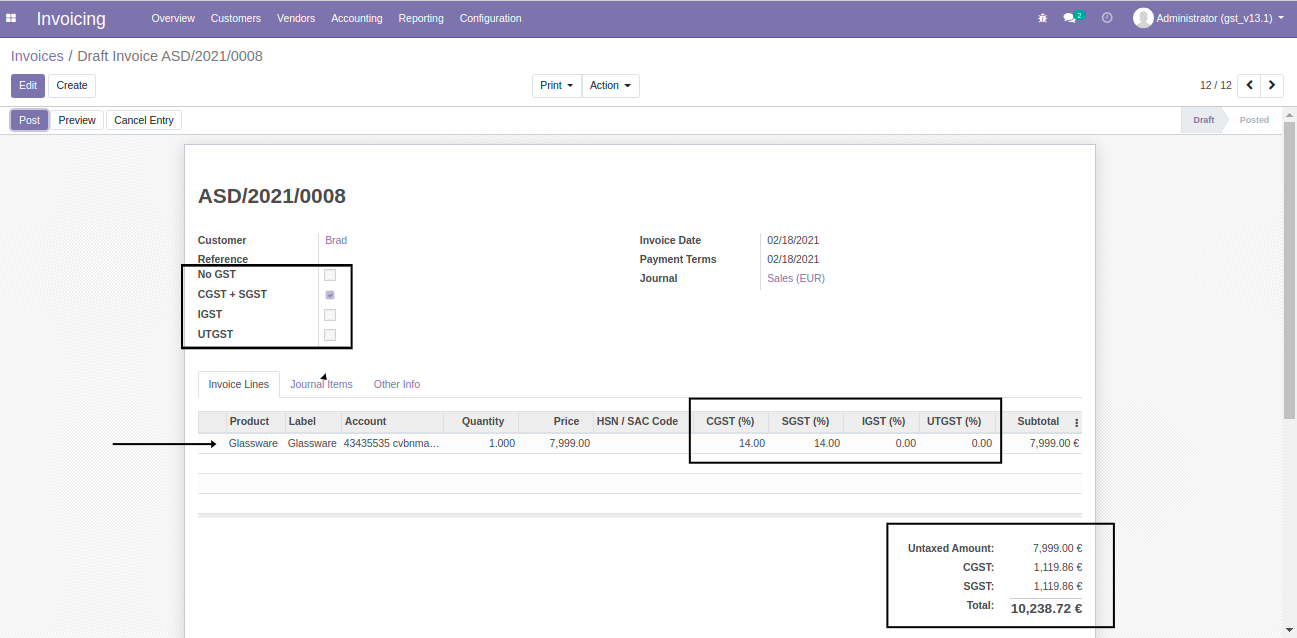 Invoicing Overview Customers Vendors Accounting Reporting Configuration 2 Administrator (gst_v13.1)
Invoices / Draft Invoice ASD/2021/0008
Edit Create Print Action 12 / 12
Post Preview Cancel Entry Draft Posted
ASD/2021/0008
Customer Brad Invoice Date 02/18/2021
Reference Payment Terms 02/18/2021
No GST Journal Sales (EUR)
CGST + SGST
IGST
UTGST
Invoice Lines Journal Items Other Info
Product Label Account Quantity Price HSN / SAC Code CGST (%) SGST (%) IGST (%) UTGST (%) Subtotal
Glassware Glassware 43435535 cvbnma... 1.000 7,999.00 14.00 14.00 0.00 0.00 7,999.00 €
Untaxed Amount: 7,999.00 €
CGST: 1,119.86 €
SGST: 1,119.86 €
Total: 10,238.72 €